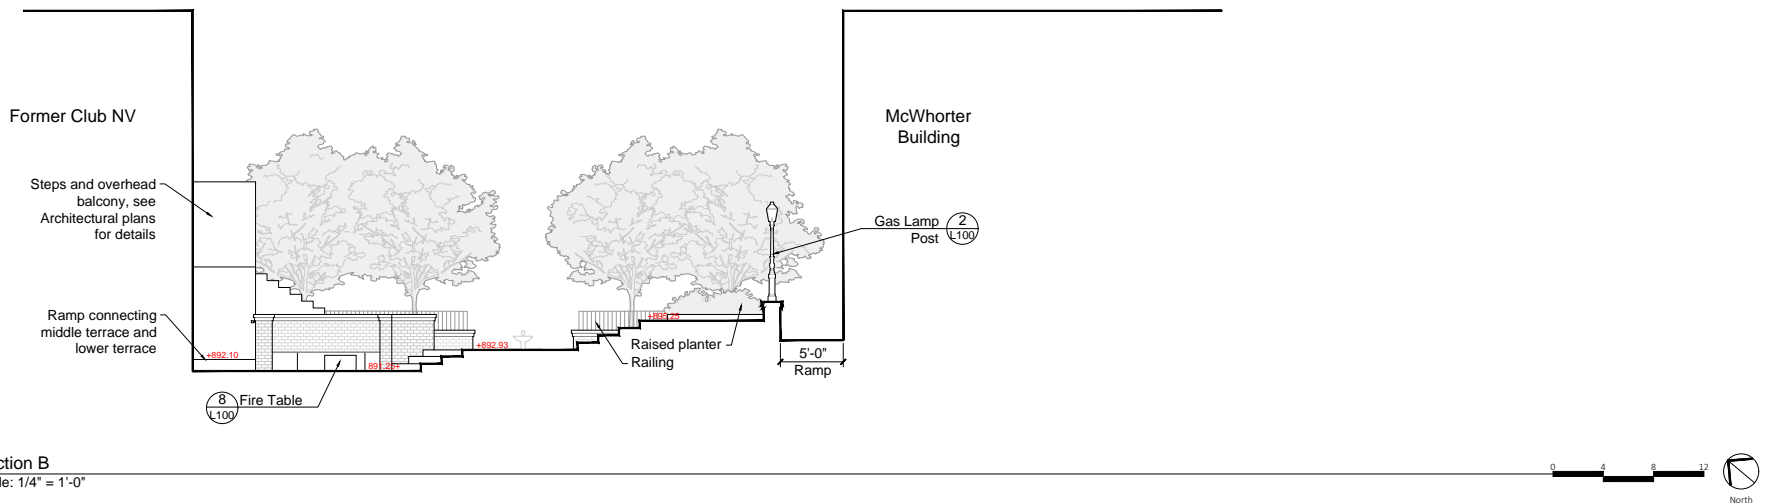 Former Club NV
McWhorter
Building
Steps and overhead
balcony, see
Architectural plans
for details
Gas Lamp
Post
2
L100
Ramp connecting
middle terrace and
lower terrace
+892.10
+892.93
891.25+
Raised planter
Railing
5'-0"
Ramp
8
L100
Fire Table
ction B
le: 1/4" = 1'-0"
0 4 8 12
North